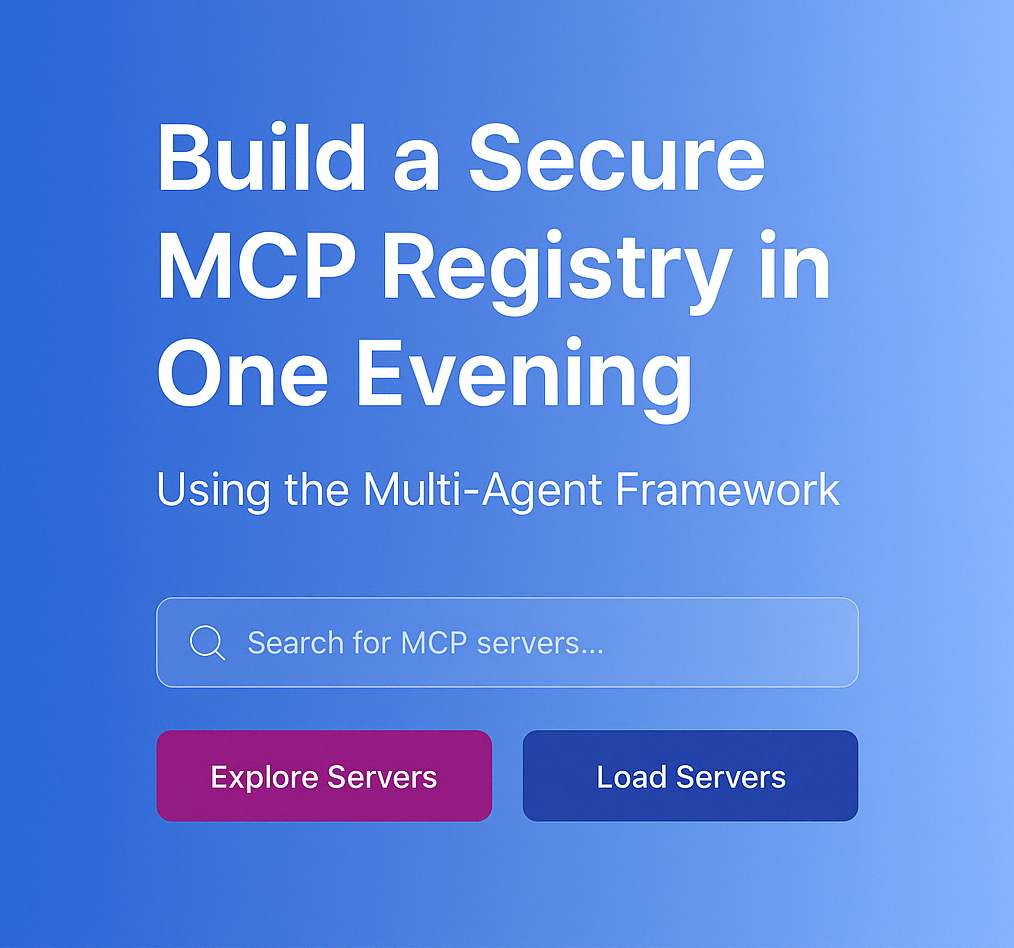 Build a Secure
MCP Registry in
One Evening
Using the Multi-Agent Framework
Search for MCP servers...
Explore Servers
Load Servers